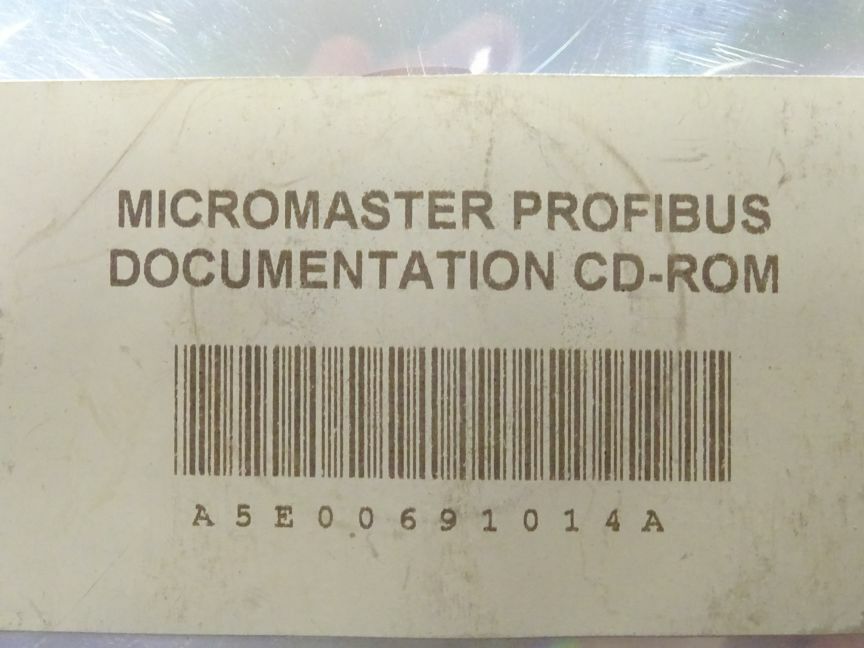 MICROMASTER PROFIBUS
DOCUMENTATION CD-ROM
A5E00691014A